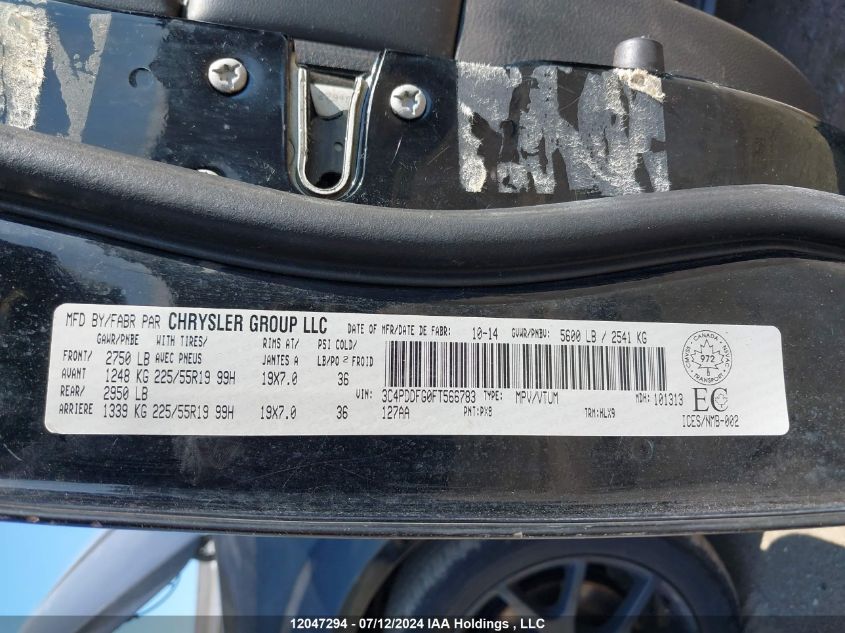 MFD BY/FABR PAR CHRYSLER GROUP LLC DATE OF MFR/DATE DE FABR: 10-14 GVWR/PNBV: 5600 LB / 2541 KG
GAWR/PNBE WITH TIRES/ RIMS AT/ PSI COLD/
FRONT/ 2750 LB AVEC PNEUS JANTES A LB/PO 2 FROID
AVANT 1248 KG 225/55R19 99H 19X7.0 36
REAR/ 2950 LB VIN: 3C4PDDFG0FT566783 TYPE: MPV/VTUM MDH: 101313
ARRIERE 1339 KG 225/55R19 99H 19X7.0 36 127AA PNT: PX8 TRM: HLX9
CANADA
972
TRANSPORT
EC
ICES/NMB-002
12047294 - 07/12/2024 IAA Holdings , LLC